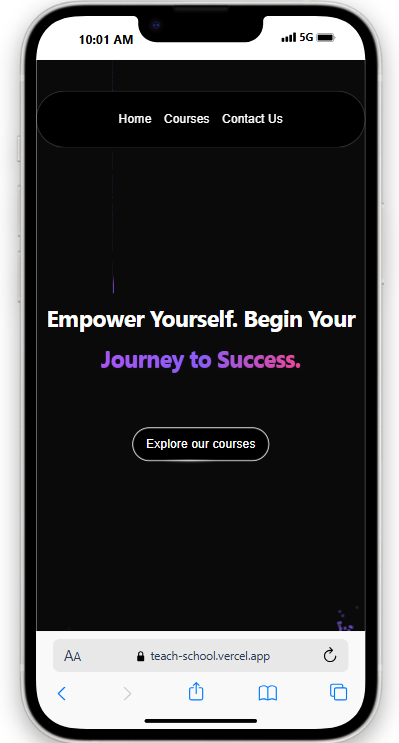 10:01 AM 5G
Home Courses Contact Us
Empower Yourself. Begin Your
Journey to Success.
Explore our courses
AA teach-school.vercel.app